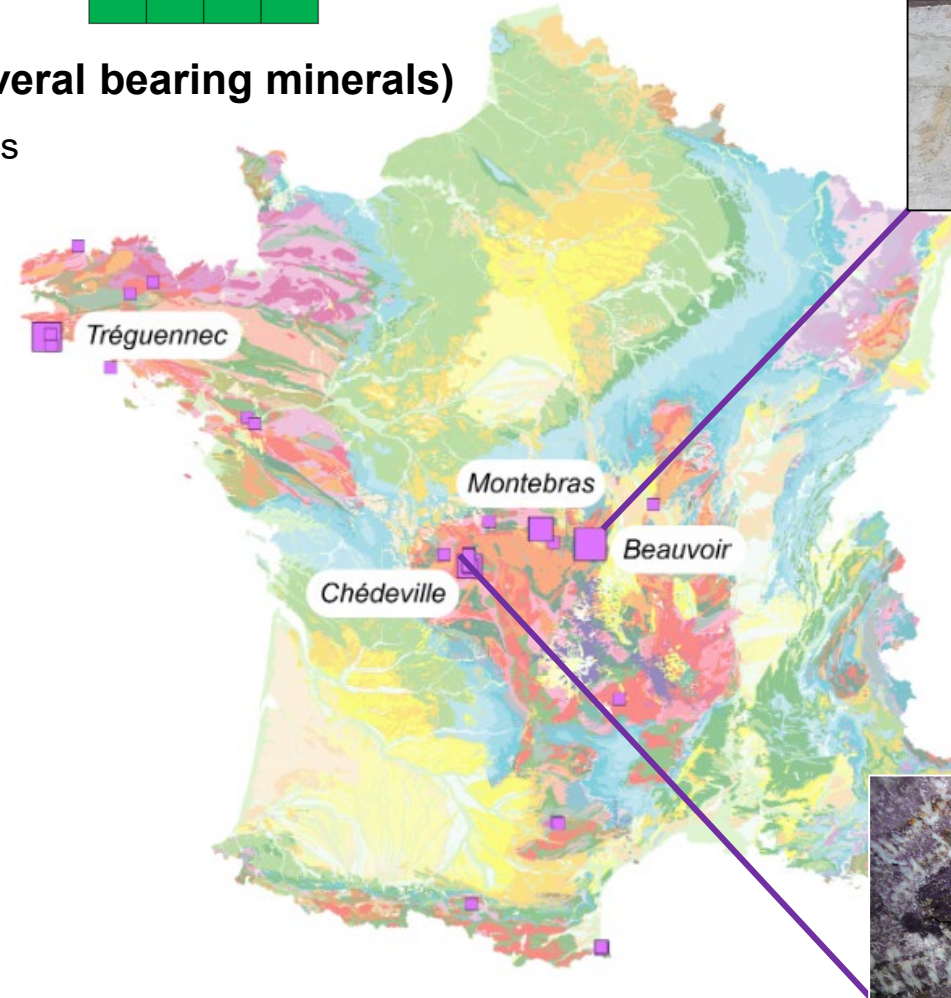 veral bearing minerals)
s
Tréguennec
Montebras
Beauvoir
Chédeville